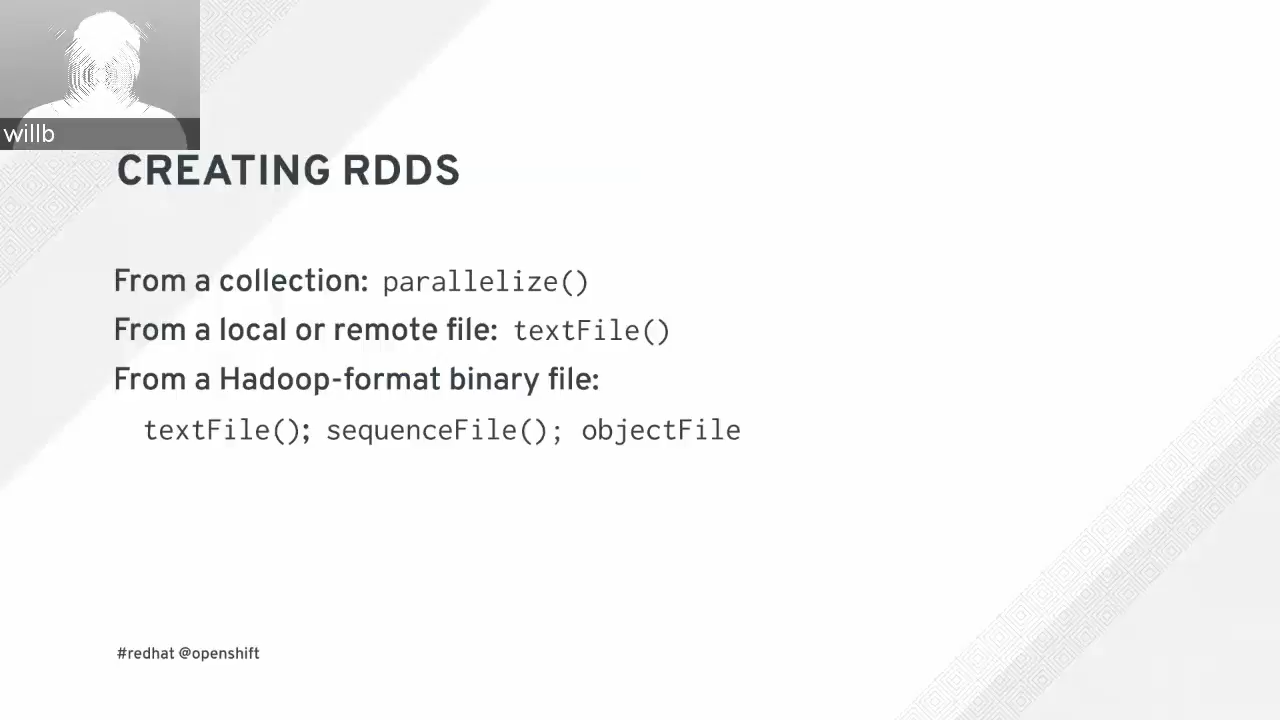 willb
CREATING RDDS
From a collection: parallelize()
From a local or remote file: textFile()
From a Hadoop-format binary file:
textFile(); sequenceFile(); objectFile
#redhat @openshift